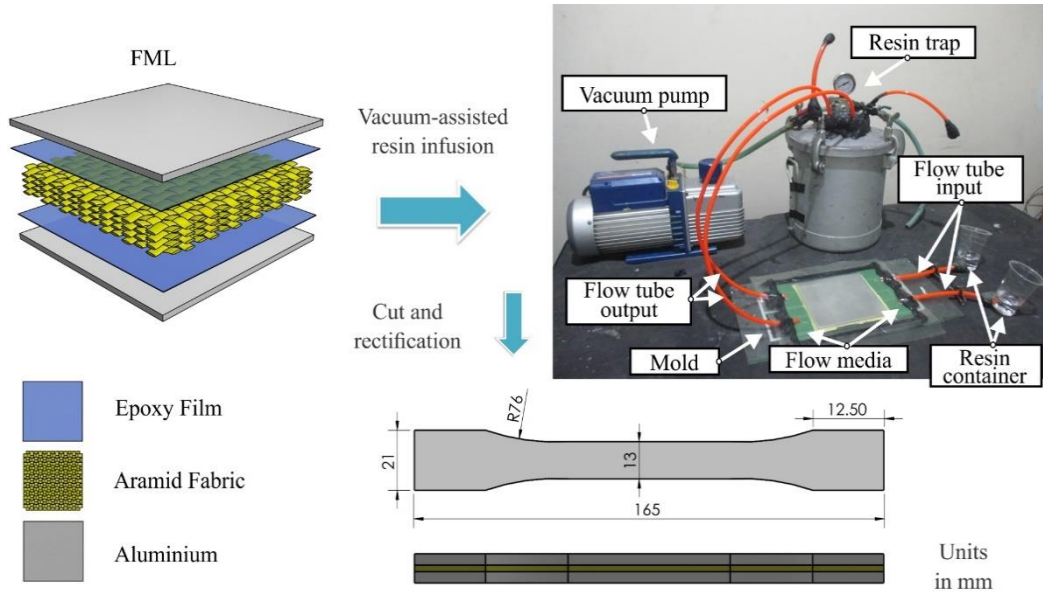 FML
Vacuum-assisted
resin infusion
Resin trap
Vacuum pump
Flow tube
input
Flow tube
output
Mold
Flow media
Resin
container
Cut and
rectification
Epoxy Film
Aramid Fabric
Aluminium
R76
12.50
21
13
165
Units
in mm